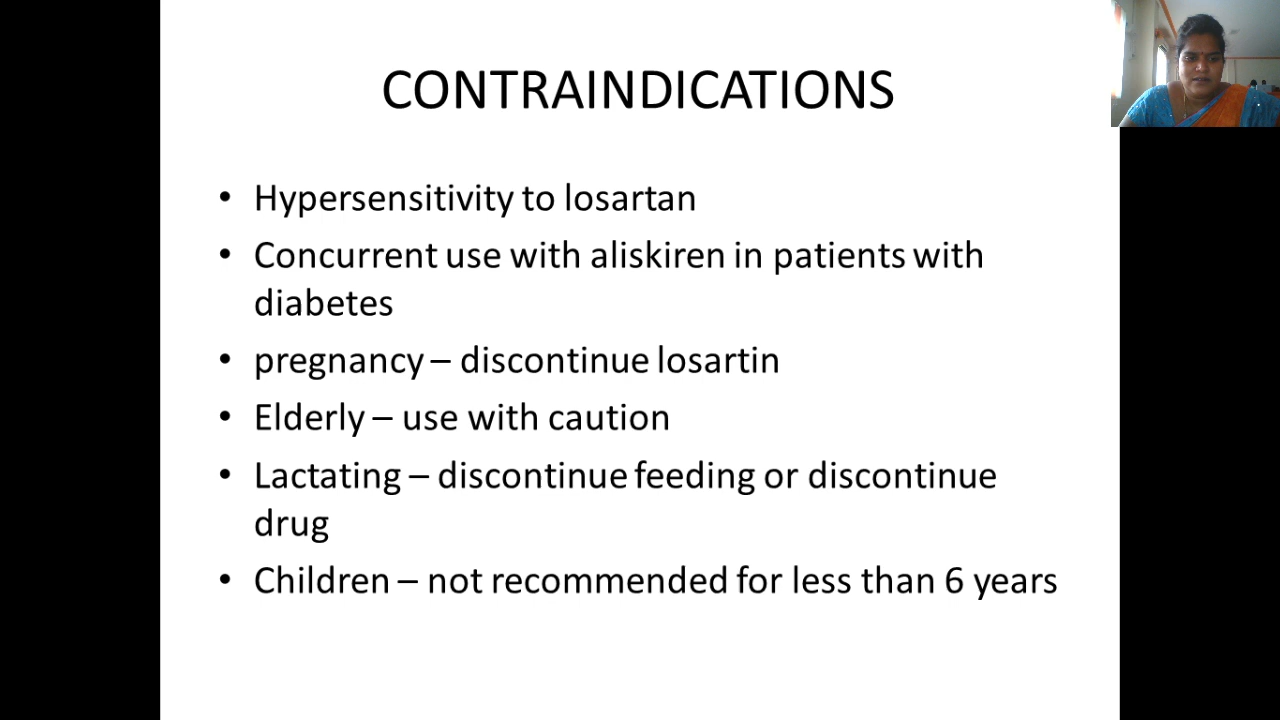 CONTRAINDICATIONS
• Hypersensitivity to losartan
• Concurrent use with aliskiren in patients with
diabetes
• pregnancy – discontinue losartin
• Elderly – use with caution
• Lactating – discontinue feeding or discontinue
drug
• Children – not recommended for less than 6 years